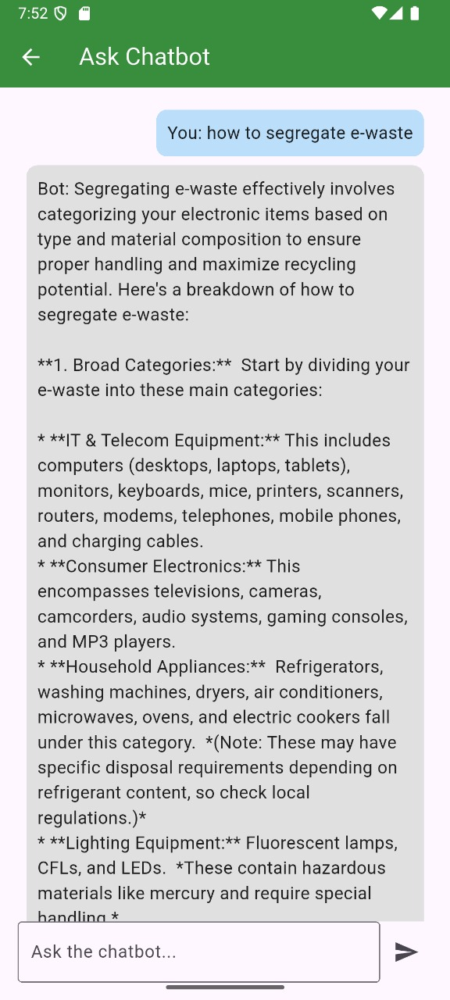 7:52
Ask Chatbot
You: how to segregate e-waste
Bot: Segregating e-waste effectively involves
categorizing your electronic items based on
type and material composition to ensure
proper handling and maximize recycling
potential. Here's a breakdown of how to
segregate e-waste:
**1. Broad Categories:**  Start by dividing your
e-waste into these main categories:
* **IT & Telecom Equipment:** This includes
computers (desktops, laptops, tablets),
monitors, keyboards, mice, printers, scanners,
routers, modems, telephones, mobile phones,
and charging cables.
* **Consumer Electronics:** This
encompasses televisions, cameras,
camcorders, audio systems, gaming consoles,
and MP3 players.
* **Household Appliances:**  Refrigerators,
washing machines, dryers, air conditioners,
microwaves, ovens, and electric cookers fall
under this category.  *(Note: These may have
specific disposal requirements depending on
refrigerant content, so check local
regulations.)*
* **Lighting Equipment:** Fluorescent lamps,
CFLs, and LEDs.  *These contain hazardous
materials like mercury and require special
handling.*
Ask the chatbot...